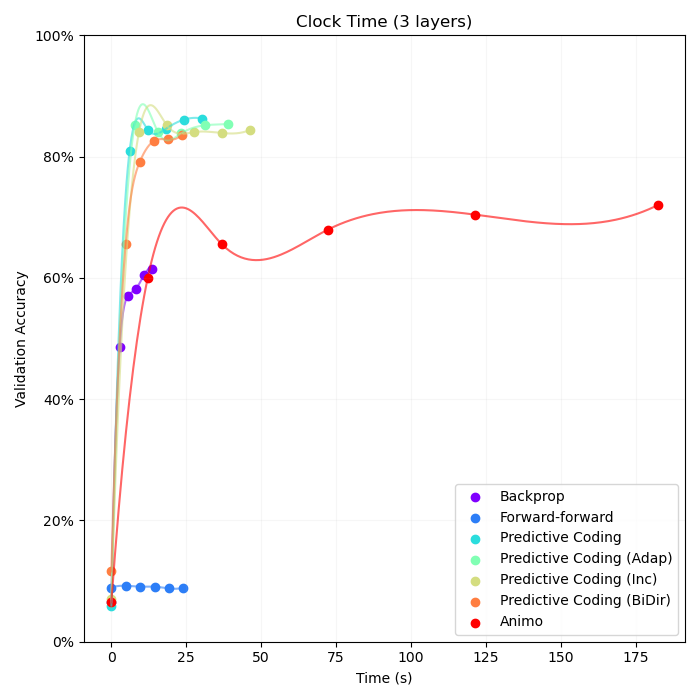 Clock Time (3 layers)
100%
80%
60%
40%
20%
0%
Validation Accuracy
Backprop
Forward-forward
Predictive Coding
Predictive Coding (Adap)
Predictive Coding (Inc)
Predictive Coding (BiDir)
Animo
0 25 50 75 100 125 150 175
Time (s)